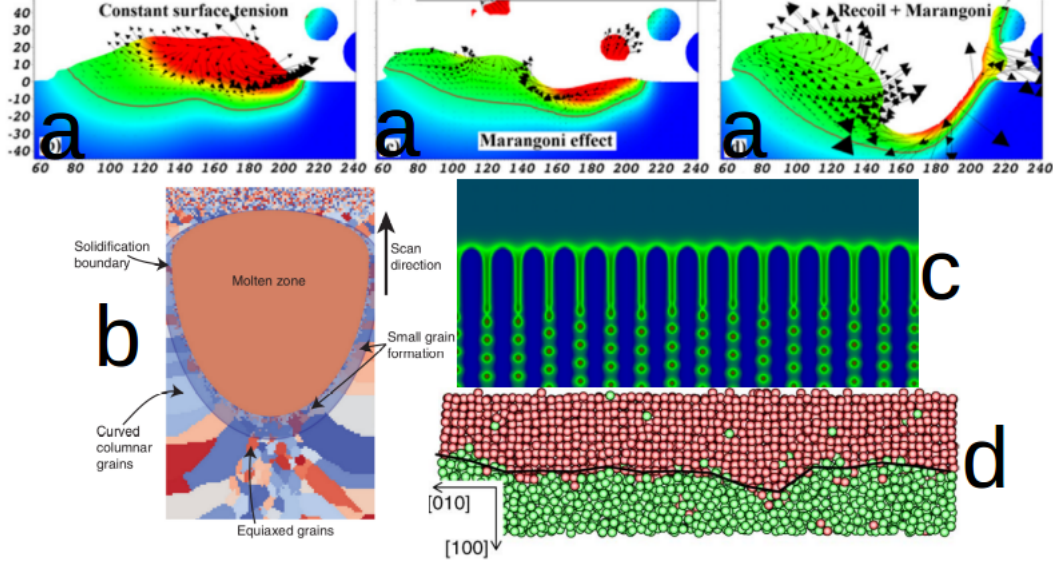 Constant surface tension
Recoil + Marangoni
40
30
20
10
0
-10
-20
-30
-40
a
a
a
Marangoni effect
(c)
(d)
60 80 100 120 140 160 180 200 220 240
60 80 100 120 140 160 180 200 220
60 80 100 120 140 160 180 200 220 240
Solidification
boundary
Molten zone
Scan
direction
b
Small grain
formation
Curved
columnar
grains
Equiaxed grains
c
d
[010]
[100]